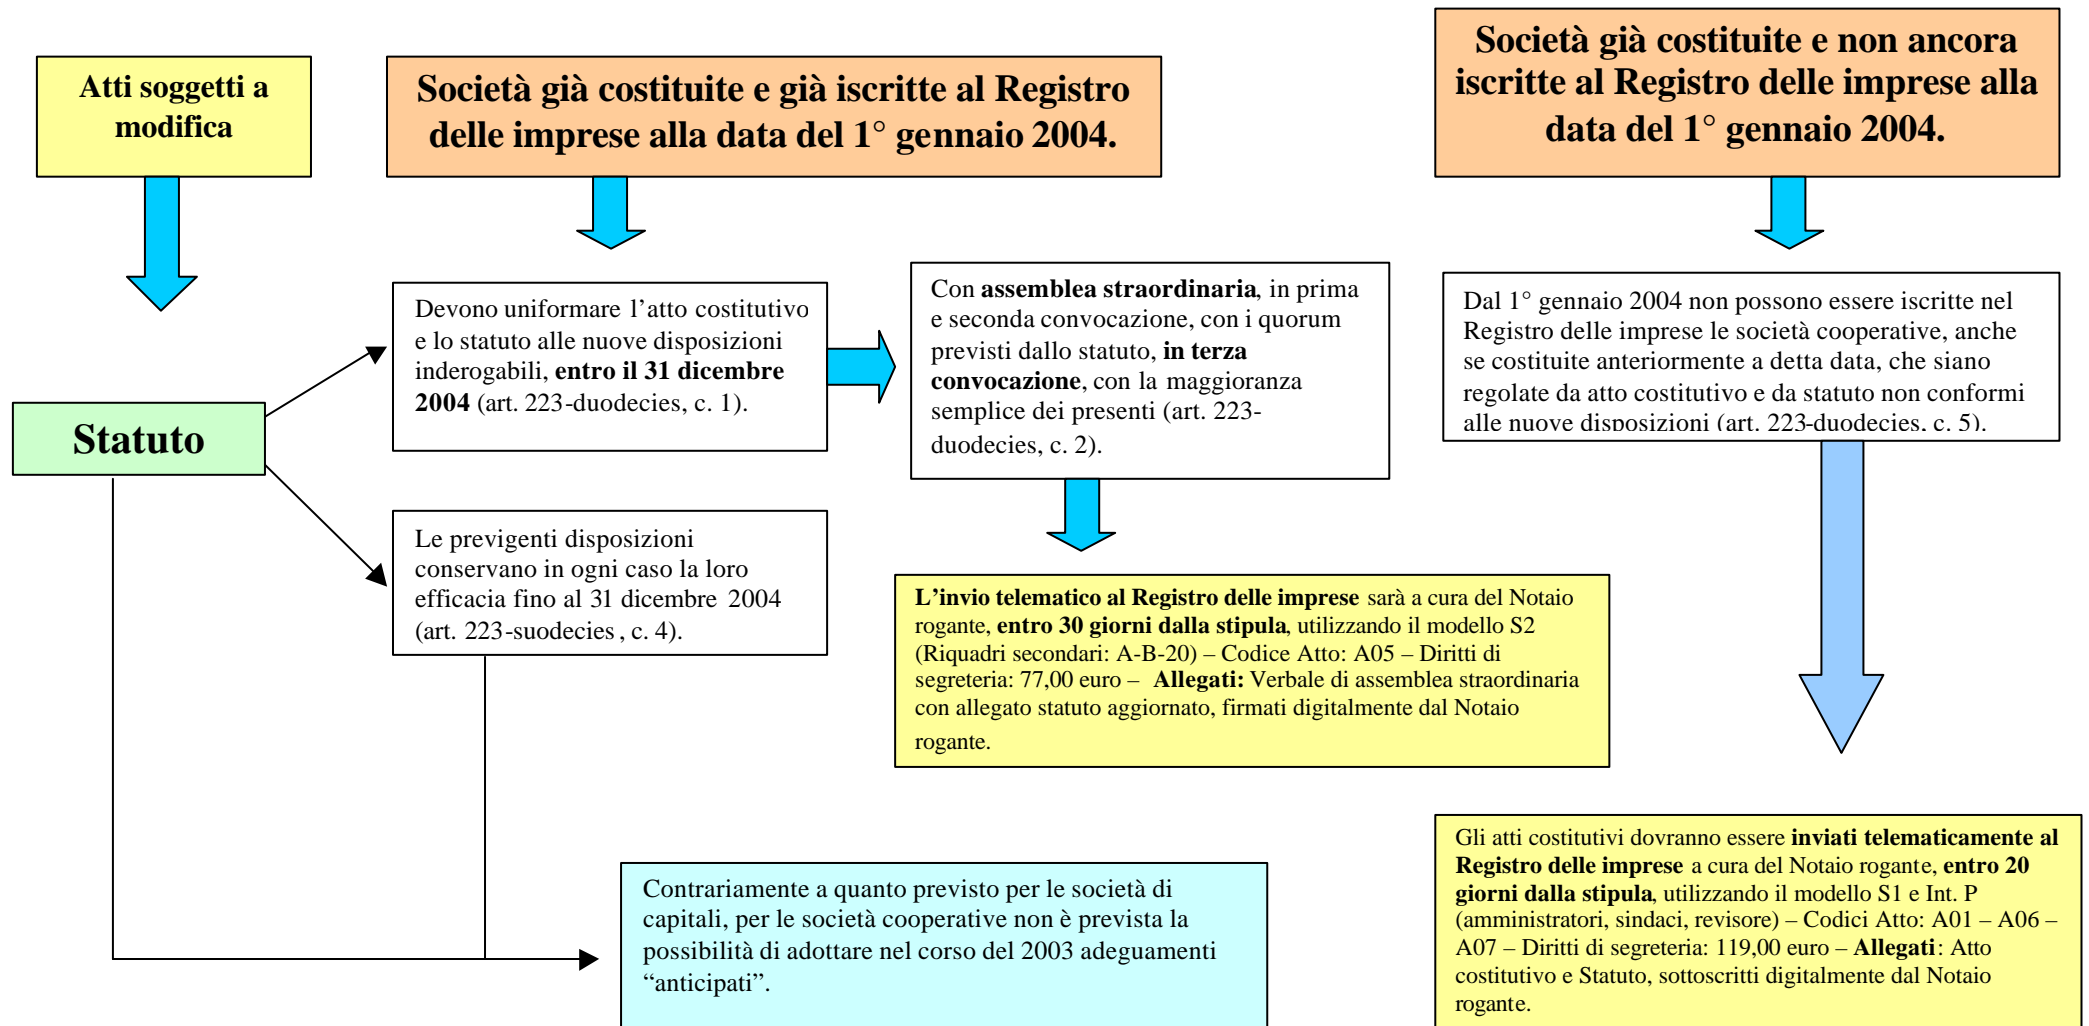 Atti soggetti a
modifica
Società già costituite e già iscritte al Registro
delle imprese alla data del 1° gennaio 2004.
Società già costituite e non ancora
iscritte al Registro delle imprese alla
data del 1° gennaio 2004.
Statuto
Devono uniformare l’atto costitutivo
e lo statuto alle nuove disposizioni
inderogabili, entro il 31 dicembre
2004 (art. 223-duodecies, c. 1).
Con assemblea straordinaria, in prima
e seconda convocazione, con i quorum
previsti dallo statuto, in terza
convocazione, con la maggioranza
semplice dei presenti (art. 223-
duodecies, c. 2).
Dal 1° gennaio 2004 non possono essere iscritte nel
Registro delle imprese le società cooperative, anche
se costituite anteriormente a detta data, che siano
regolate da atto costitutivo e da statuto non conformi
alle nuove disposizioni (art. 223-duodecies, c. 5).
Le previgenti disposizioni
conservano in ogni caso la loro
efficacia fino al 31 dicembre 2004
(art. 223-suodecies, c. 4).
L’invio telematico al Registro delle imprese sarà a cura del Notaio
rogante, entro 30 giorni dalla stipula, utilizzando il modello S2
(Riquadri secondari: A-B-20) – Codice Atto: A05 – Diritti di
segreteria: 77,00 euro – Allegati: Verbale di assemblea straordinaria
con allegato statuto aggiornato, firmati digitalmente dal Notaio
rogante.
Contrariamente a quanto previsto per le società di
capitali, per le società cooperative non è prevista la
possibilità di adottare nel corso del 2003 adeguamenti
“anticipati”.
Gli atti costitutivi dovranno essere inviati telematicamente al
Registro delle imprese a cura del Notaio rogante, entro 20
giorni dalla stipula, utilizzando il modello S1 e Int. P
(amministratori, sindaci, revisore) – Codici Atto: A01 – A06 –
A07 – Diritti di segreteria: 119,00 euro – Allegati: Atto
costitutivo e Statuto, sottoscritti digitalmente dal Notaio
rogante.